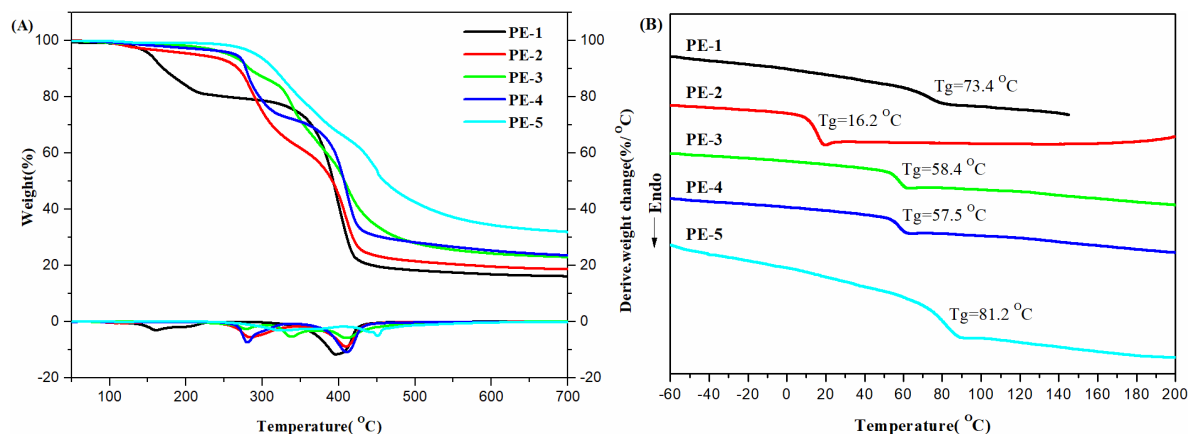 (A)
PE-1
PE-2
PE-3
PE-4
PE-5
100
80
60
40
20
0
-20
Weight(%)
100
80
60
40
20
0
-20
100
200
300
400
500
600
700
Temperature( °C)
(B)
PE-1
Tg=73.4 °C
PE-2
Tg=16.2 °C
PE-3
Tg=58.4 °C
PE-4
Tg=57.5 °C
PE-5
Tg=81.2 °C
Derive.weight change(%/ °C)
Endo
-60
-40
-20
0
20
40
60
80
100
120
140
160
180
200
Temperature( °C)